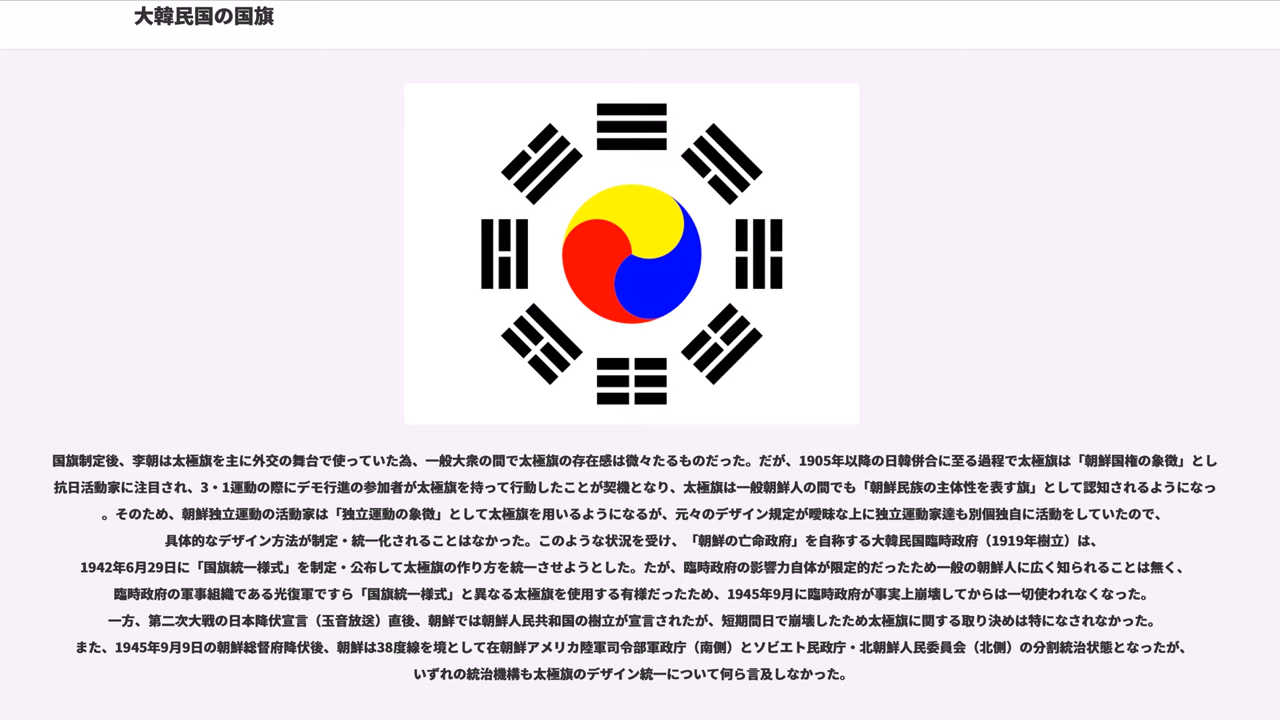 大韓民国の国旗
国旗制定後、李朝は太極旗を主に外交の舞台で使っていた為、一般大衆の間で太極旗の存在感は微々たるものだった。だが、1905年以降の日韓併合に至る過程で太極旗は「朝鮮国権の象徴」とし
抗日活動家に注目され、3・1運動の際にデモ行進の参加者が太極旗を持って行動したことが契機となり、太極旗は一般朝鮮人の間でも「朝鮮民族の主体性を表す旗」として認知されるようになっ
。そのため、朝鮮独立運動の活動家は「独立運動の象徴」として太極旗を用いるようになるが、元々のデザイン規定が曖昧な上に独立運動家達も別個独自に活動をしていたので、
具体的なデザイン方法が制定・統一化されることはなかった。このような状況を受け、「朝鮮の亡命政府」を自称する大韓民国臨時政府（1919年樹立）は、
1942年6月29日に「国旗統一様式」を制定・公布して太極旗の作り方を統一させようとした。たが、臨時政府の影響力自体が限定的だったため一般の朝鮮人に広く知られることは無く、
臨時政府の軍事組織である光復軍ですら「国旗統一様式」と異なる太極旗を使用する有様だったため、1945年9月に臨時政府が事実上崩壊してからは一切使われなくなった。
一方、第二次大戦の日本降伏宣言（玉音放送）直後、朝鮮では朝鮮人民共和国の樹立が宣言されたが、短期間日で崩壊したため太極旗に関する取り決めは特になされなかった。
また、1945年9月9日の朝鮮総督府降伏後、朝鮮は38度線を境として在朝鮮アメリカ陸軍司令部軍政庁（南側）とソビエト民政庁・北朝鮮人民委員会（北側）の分割統治状態となったが、
いずれの統治機構も太極旗のデザイン統一について何ら言及しなかった。